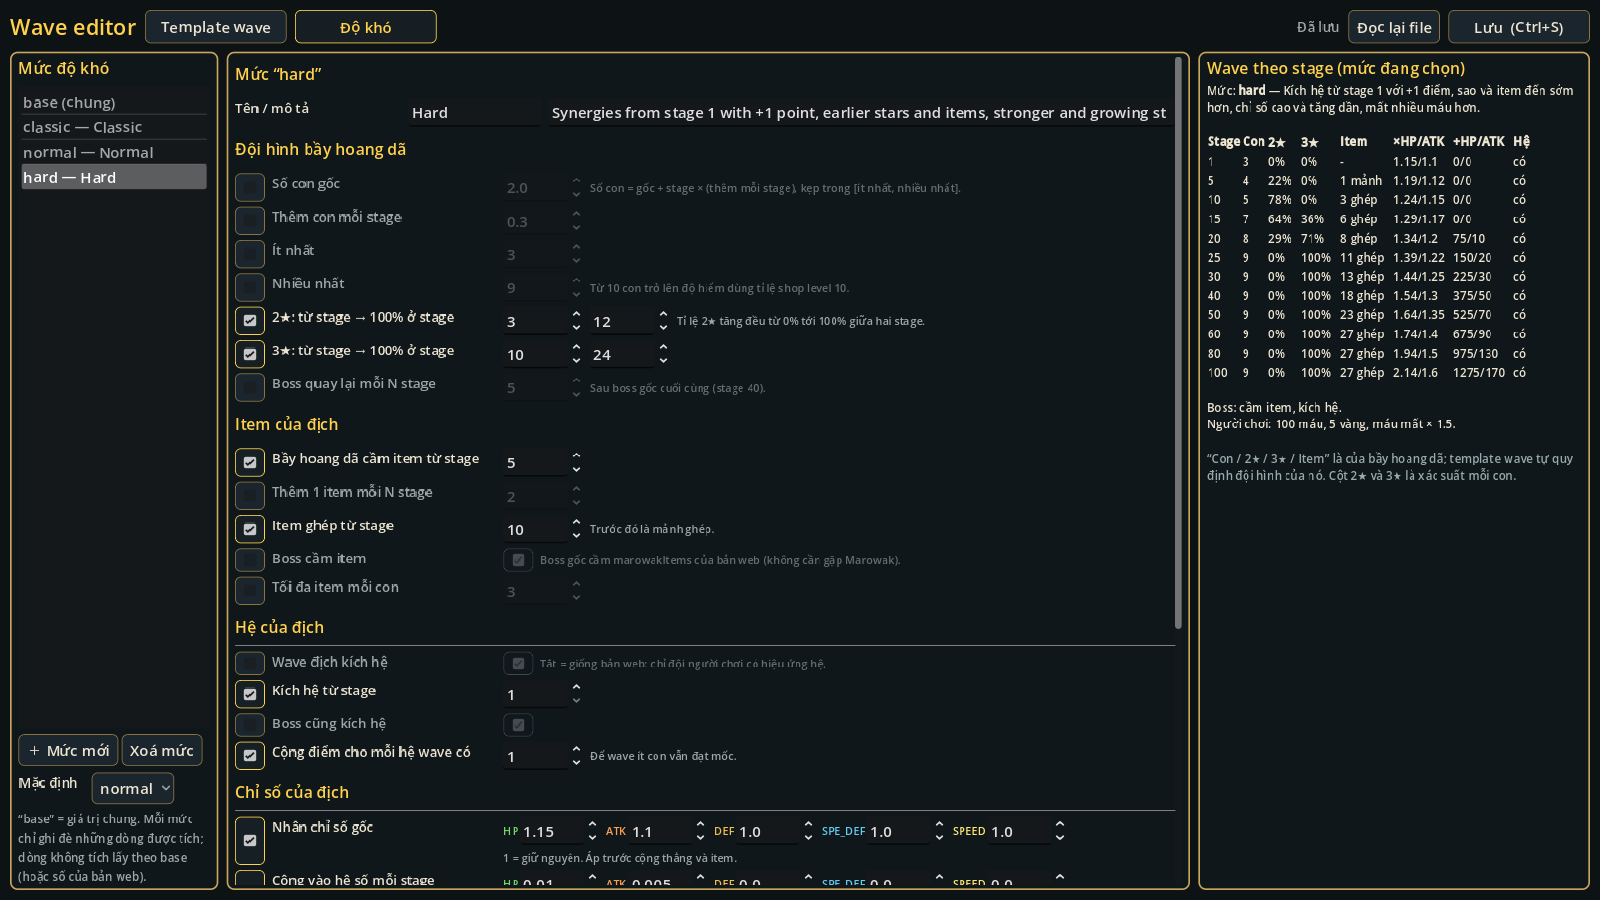 Wave editor
Template wave
Độ khó
Đã lưu
Đọc lại file
Lưu (Ctrl+S)
Mức độ khó
base (chung)
classic — Classic
normal — Normal
hard — Hard
+ Mức mới
Xoá mức
Mặc định
normal
“base” = giá trị chung. Mỗi mức
chỉ ghi đè những dòng được tích;
dòng không tích lấy theo base
(hoặc số của bản web).
Mức “hard”
Tên / mô tả Hard Synergies from stage 1 with +1 point, earlier stars and items, stronger and growing st
Đội hình bầy hoang dã
Số con gốc 2.0 Số con = gốc + stage × (thêm mỗi stage), kẹp trong [ít nhất, nhiều nhất].
Thêm con mỗi stage 0.3
Ít nhất 3
Nhiều nhất 9 Từ 10 con trở lên độ hiếm dùng tỉ lệ shop level 10.
2★: từ stage → 100% ở stage 3 12 Tỉ lệ 2★ tăng đều từ 0% tới 100% giữa hai stage.
3★: từ stage → 100% ở stage 10 24
Boss quay lại mỗi N stage 5 Sau boss gốc cuối cùng (stage 40).
Item của địch
Bầy hoang dã cầm item từ stage 5
Thêm 1 item mỗi N stage 2
Item ghép từ stage 10 Trước đó là mảnh ghép.
Boss cầm item Boss gốc cầm marowakItems của bản web (không cần gặp Marowak).
Tối đa item mỗi con 3
Hệ của địch
Wave địch kích hệ Tắt = giống bản web: chỉ đội người chơi có hiệu ứng hệ.
Kích hệ từ stage 1
Boss cũng kích hệ
Cộng điểm cho mỗi hệ wave có 1 Để wave ít con vẫn đạt mốc.
Chỉ số của địch
Nhân chỉ số gốc HP 1.15 ATK 1.1 DEF 1.0 SPE_DEF 1.0 SPEED 1.0
1 = giữ nguyên. Áp trước cộng thẳng và item.
Cộng vào hệ số mỗi stage HP 0.01 ATK 0.005 DEF 0.0 SPE_DEF 0.0 SPEED 0.0
Wave theo stage (mức đang chọn)
Mức: hard — Kích hệ từ stage 1 với +1 điểm, sao và item đến sớm
hơn, chỉ số cao và tăng dần, mất nhiều máu hơn.
Stage Con 2★ 3★ Item ×HP/ATK +HP/ATK Hệ
1 3 0% 0% - 1.15/1.1 0/0 có
5 4 22% 0% 1 mảnh 1.19/1.12 0/0 có
10 5 78% 0% 3 ghép 1.24/1.15 0/0 có
15 7 64% 36% 6 ghép 1.29/1.17 0/0 có
20 8 29% 71% 8 ghép 1.34/1.2 75/10 có
25 9 0% 100% 11 ghép 1.39/1.22 150/20 có
30 9 0% 100% 13 ghép 1.44/1.25 225/30 có
40 9 0% 100% 18 ghép 1.54/1.3 375/50 có
50 9 0% 100% 23 ghép 1.64/1.35 525/70 có
60 9 0% 100% 27 ghép 1.74/1.4 675/90 có
80 9 0% 100% 27 ghép 1.94/1.5 975/130 có
100 9 0% 100% 27 ghép 2.14/1.6 1275/170 có
Boss: cầm item, kích hệ.
Người chơi: 100 máu, 5 vàng, máu mất × 1.5.
“Con / 2★ / 3★ / Item” là của bầy hoang dã; template wave tự quy
định đội hình của nó. Cột 2★ và 3★ là xác suất mỗi con.